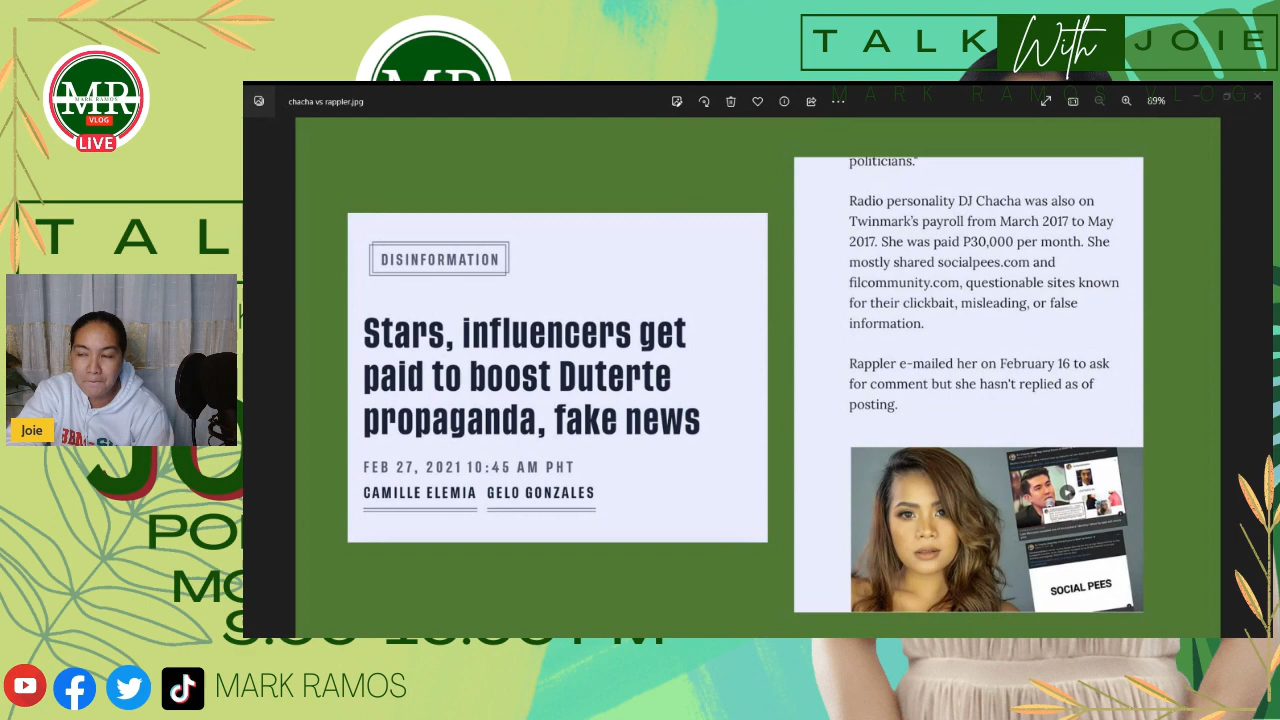 MR
MARK RAMOS
VLOG
LIVE
MR
TALK With JOIE
MARK RAMOS VLOG
chacha vs rappler.jpg
89%
TAL
DISINFORMATION
Stars, influencers get
paid to boost Duterte
propaganda, fake news
FEB 27, 2021 10:45 AM PHT
CAMILLE ELEMIA GELO GONZALES
politicians."
Radio personality DJ Chacha was also on
Twinmark's payroll from March 2017 to May
2017. She was paid P30,000 per month. She
mostly shared socialpees.com and
filcommunity.com, questionable sites known
for their clickbait, misleading, or false
information.
Rappler e-mailed her on February 16 to ask
for comment but she hasn't replied as of
posting.
SOCIAL PEES
Joie
JO
PO
MO
MARK RAMOS